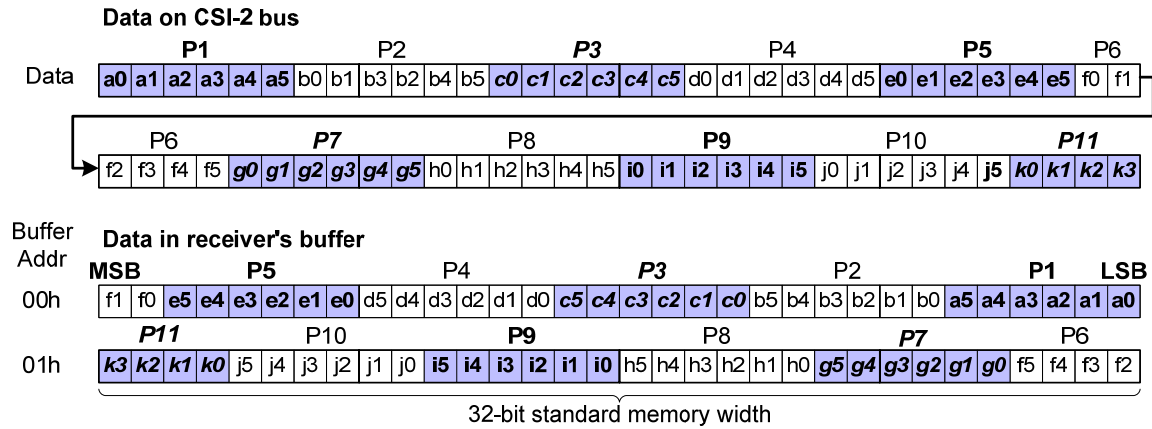 Data on CSI-2 bus
P1 P2 P3 P4 P5 P6
Data a0 a1 a2 a3 a4 a5 b0 b1 b3 b2 b4 b5 c0 c1 c2 c3 c4 c5 d0 d1 d2 d3 d4 d5 e0 e1 e2 e3 e4 e5 f0 f1
P6 P7 P8 P9 P10 P11
f2 f3 f4 f5 g0 g1 g2 g3 g4 g5 h0 h1 h2 h3 h4 h5 i0 i1 i2 i3 i4 i5 j0 j1 j2 j3 j4 j5 k0 k1 k2 k3
Buffer
Addr
Data in receiver's buffer
MSB P5 P4 P3 P2 P1 LSB
00h f1 f0 e5 e4 e3 e2 e1 e0 d5 d4 d3 d2 d1 d0 c5 c4 c3 c2 c1 c0 b5 b4 b3 b2 b1 b0 a5 a4 a3 a2 a1 a0
P11 P10 P9 P8 P7 P6
01h k3 k2 k1 k0 j5 j4 j3 j2 j1 j0 i5 i4 i3 i2 i1 i0 h5 h4 h3 h2 h1 h0 g5 g4 g3 g2 g1 g0 f5 f4 f3 f2
32-bit standard memory width